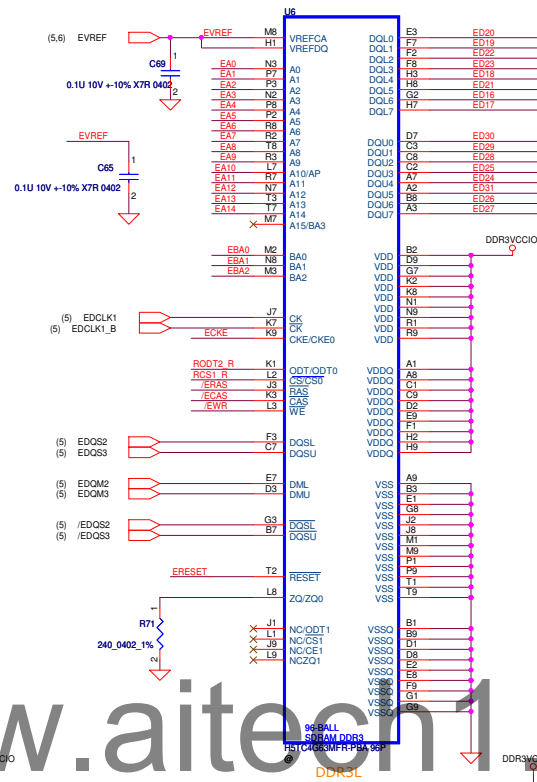 U6
(5,6) EVREF EVREF M8 VREFCA DQL0 E3 ED20
H1 VREFDQ DQL1 F7 ED19
DQL2 F2 ED22
C69 1 2
0.1U 10V +-10% X7R 0402
DQL3 F8 ED23
EA0 N3 A0 DQL4 H3 ED18
EA1 P7 A1 DQL5 H8 ED21
EA2 P3 A2 DQL6 G2 ED16
EA3 N2 A3 DQL7 H7 ED17
EA4 P8 A4
EA5 P2 A5
EA6 R8 A6
EA7 R2 A7 DQU0 D7 ED30
EA8 T8 A8 DQU1 C3 ED29
EA9 R3 A9 DQU2 C8 ED28
EA10 L7 A10/AP DQU3 C2 ED25
EA11 R7 A11 DQU4 A7 ED24
EA12 N7 A12 DQU5 A2 ED31
EA13 T3 A13 DQU6 B8 ED26
EA14 T7 A14 DQU7 A3 ED27
M7 A15/BA3
EVREF
C65 1 2
0.1U 10V +-10% X7R 0402
DDR3VCCIO
EBA0 M2 BA0 VDD B2
EBA1 N8 BA1 VDD D9
EBA2 M3 BA2 VDD G7
VDD K2
VDD K8
VDD N1
(5) EDCLK1 J7 CK VDD N9
(5) EDCLK1_B K7 CK VDD R1
ECKE K9 CKE/CKE0 VDD R9
RODT2_R K1 ODT/ODT0 VDDQ A1
RCS1_R L2 CS/CS0 VDDQ A8
/ERAS J3 RAS VDDQ C1
/ECAS K3 CAS VDDQ C9
/EWR L3 WE VDDQ D2
VDDQ E9
VDDQ F1
(5) EDQS2 F3 DQSL VDDQ H2
(5) EDQS3 C7 DQSU VDDQ H9
(5) EDQM2 E7 DML VSS A9
(5) EDQM3 D3 DMU VSS B3
VSS E1
VSS G8
(5) /EDQS2 G3 DQSL VSS J2
(5) /EDQS3 B7 DQSU VSS J8
VSS M1
VSS M9
VSS P1
ERESET T2 RESET VSS P9
VSS T1
L8 ZQ/ZQ0 VSS T9
R71 1 2
240_0402_1%
J1 NC/ODT1 VSSQ B1
L1 NC/CS1 VSSQ B9
J9 NC/CE1 VSSQ D1
L9 NCZQ1 VSSQ D8
VSSQ E2
VSSQ E8
VSSQ F9
VSSQ G1
VSSQ G9
w.aitech1
96-BALL
SDRAM DDR3
H5TC4G63MFR-PBA 96P
@
DDR3L
CIO
DDR3VC